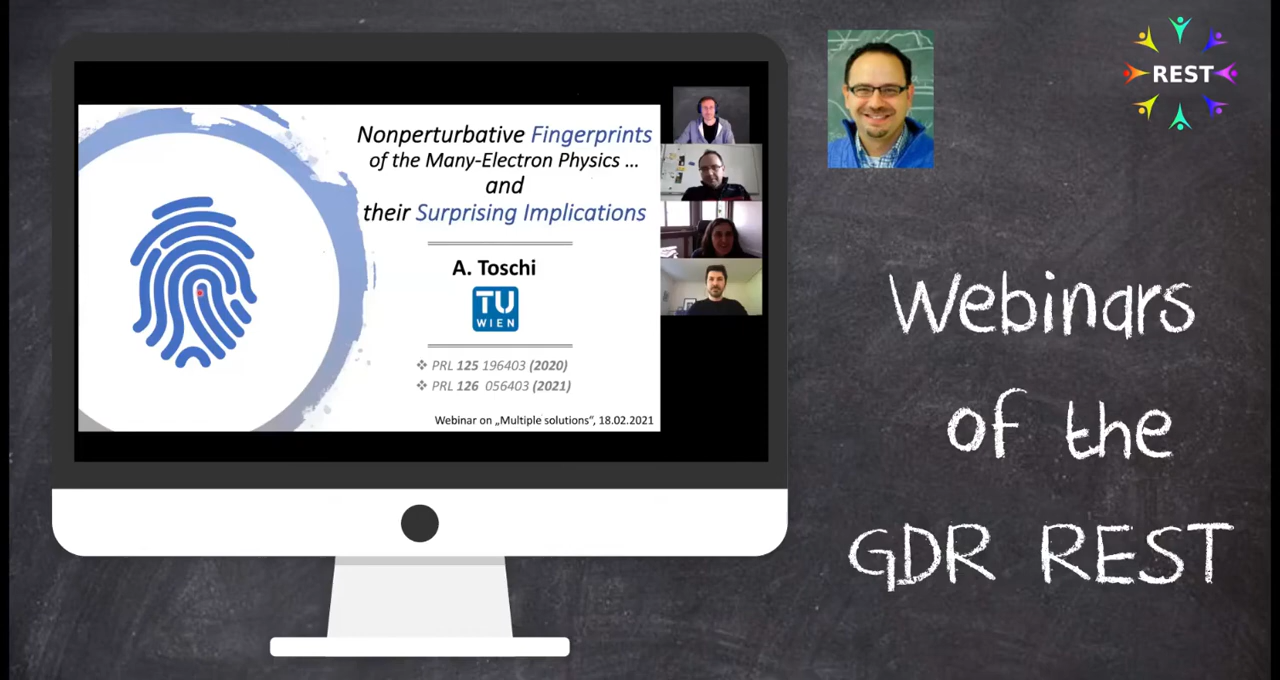 Nonperturbative Fingerprints
of the Many-Electron Physics ...
and
their Surprising Implications
A. Toschi
TU
WIEN
❖ PRL 125 196403 (2020)
❖ PRL 126 056403 (2021)
Webinar on „Multiple solutions“, 18.02.2021
REST
Webinars
of the
GDR REST